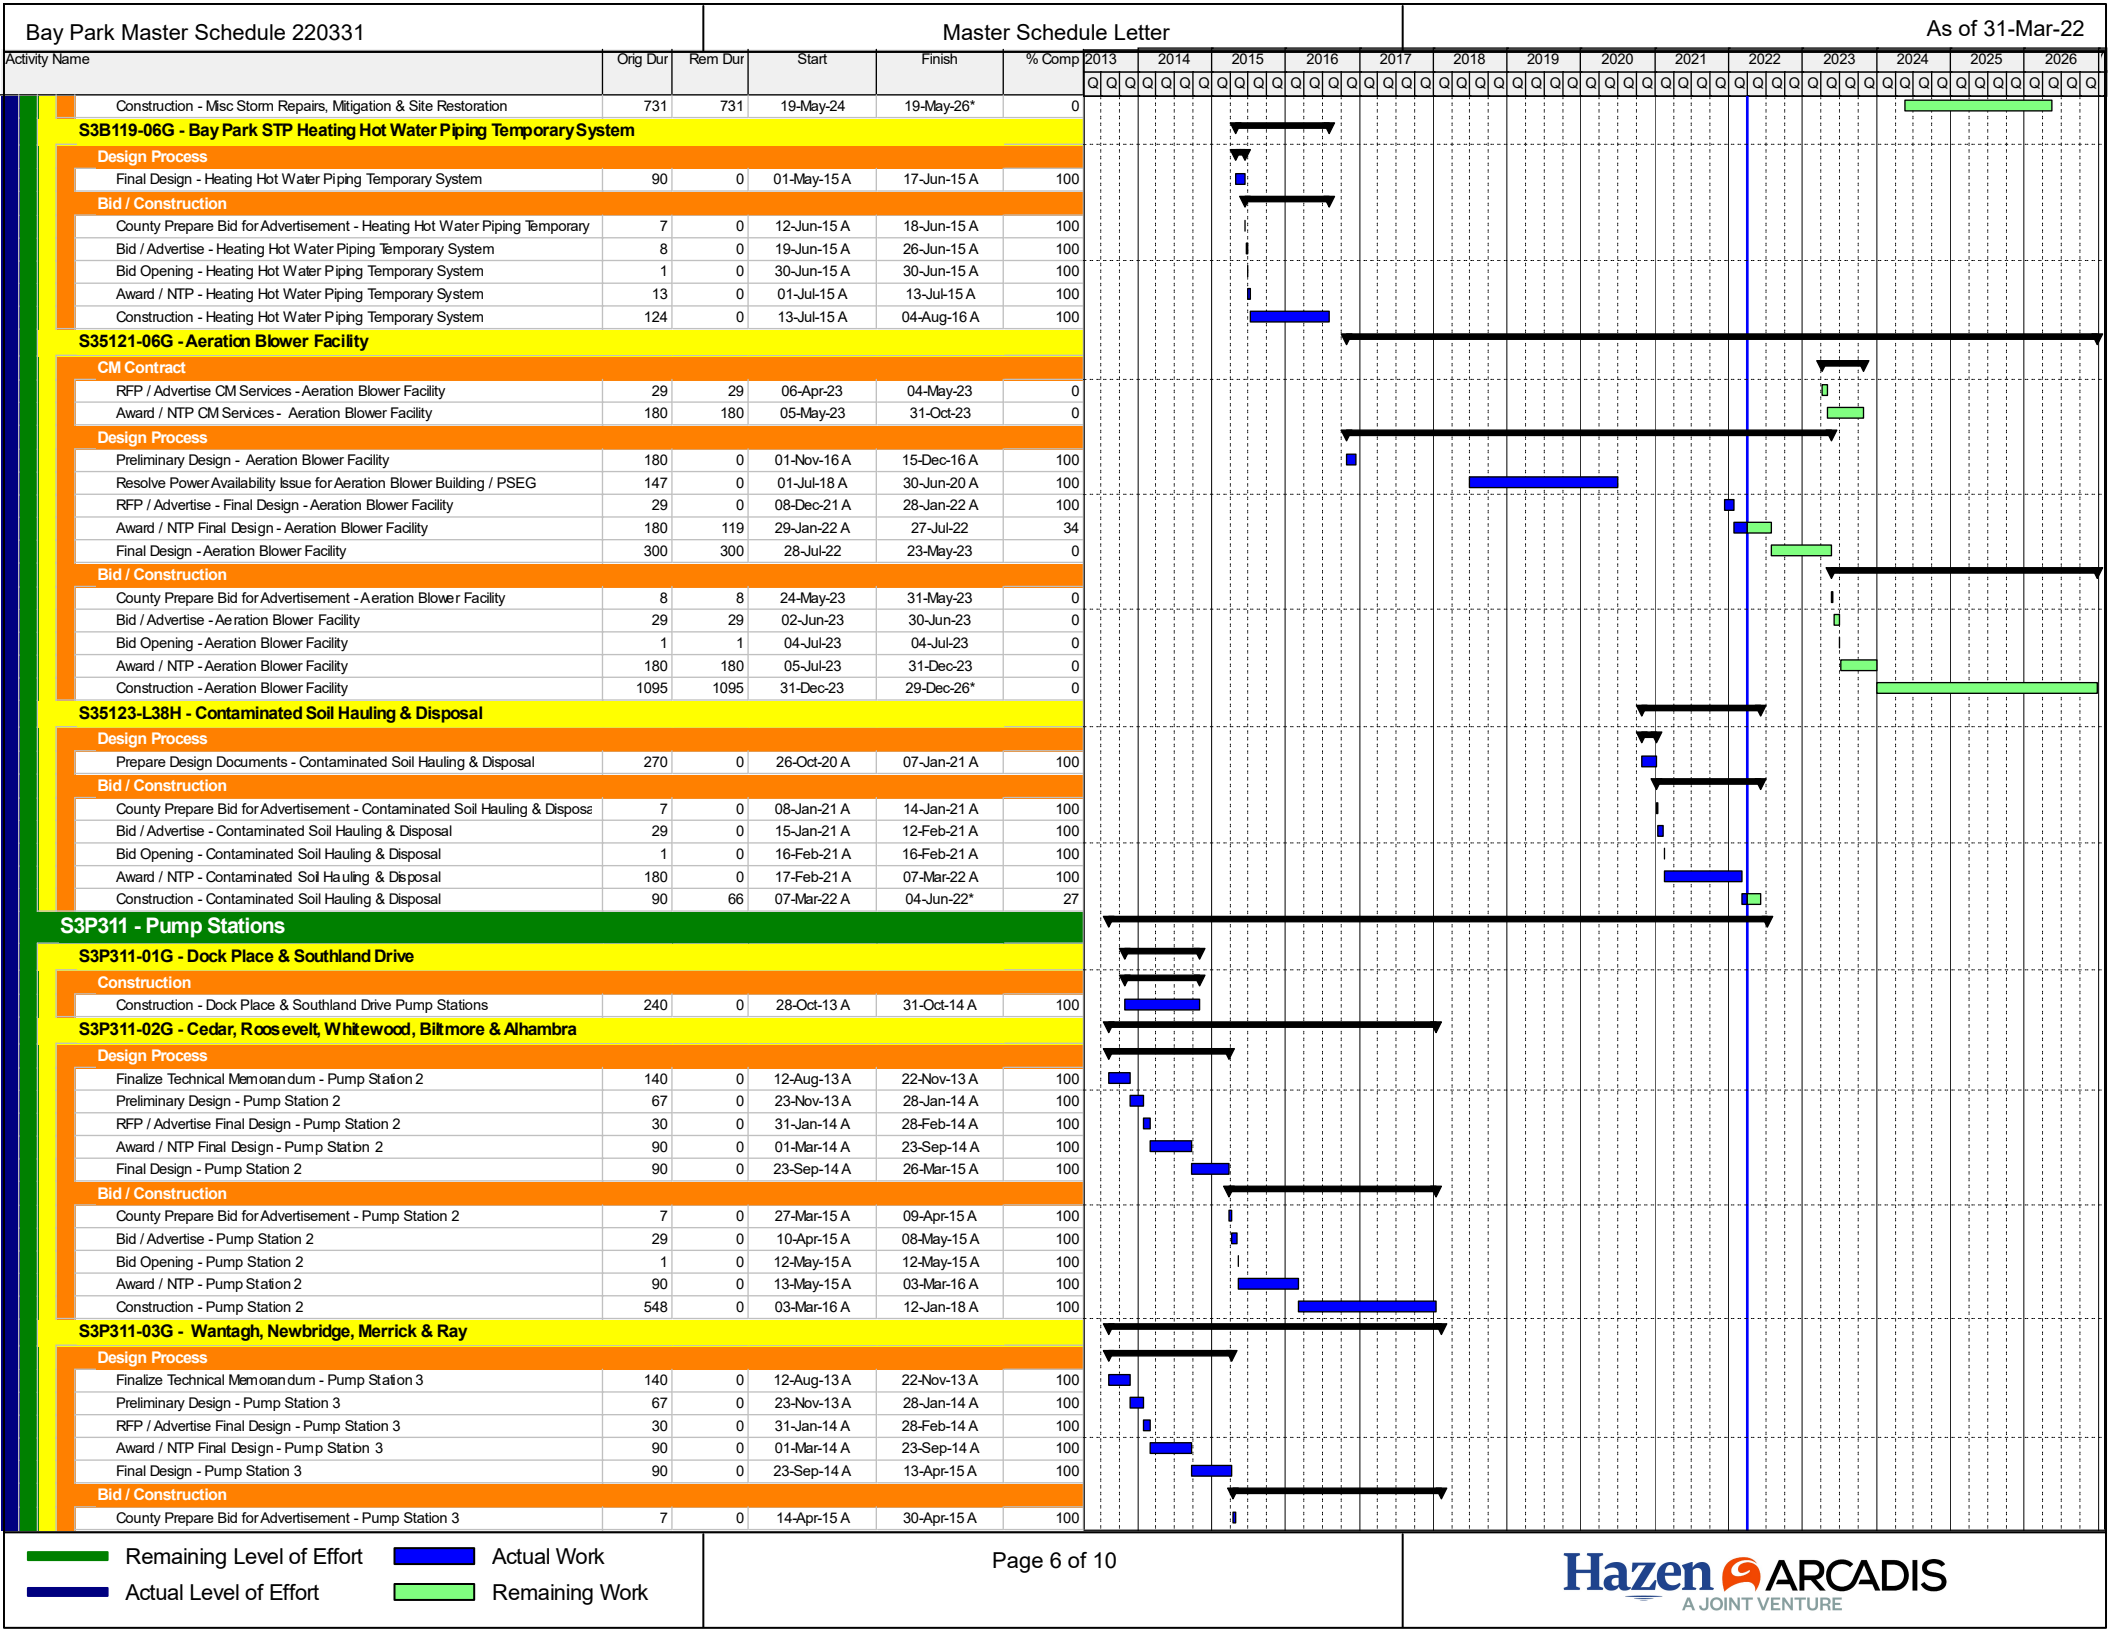 Bay Park Master Schedule 220331 Master Schedule Letter As of 31-Mar-22
Activity Name Orig Dur Rem Dur Start Finish % Comp 2013 2014 2015 2016 2017 2018 2019 2020 2021 2022 2023 2024 2025 2026
Q Q Q Q Q Q Q Q Q Q Q Q Q Q Q Q Q Q Q Q Q Q Q Q Q Q Q Q Q Q Q Q Q Q Q Q Q Q Q Q Q Q Q Q Q Q Q Q Q Q Q Q Q Q Q
Construction - Misc Storm Repairs, Mitigation & Site Restoration 731 731 19-May-24 19-May-26* 0
S3B119-06G - Bay Park STP Heating Hot Water Piping Temporary System
Design Process
Final Design - Heating Hot Water Piping Temporary System 90 0 01-May-15 A 17-Jun-15 A 100
Bid / Construction
County Prepare Bid for Advertisement - Heating Hot Water Piping Temporary 7 0 12-Jun-15 A 18-Jun-15 A 100
Bid / Advertise - Heating Hot Water Piping Temporary System 8 0 19-Jun-15 A 26-Jun-15 A 100
Bid Opening - Heating Hot Water Piping Temporary System 1 0 30-Jun-15 A 30-Jun-15 A 100
Award / NTP - Heating Hot Water Piping Temporary System 13 0 01-Jul-15 A 13-Jul-15 A 100
Construction - Heating Hot Water Piping Temporary System 124 0 13-Jul-15 A 04-Aug-16 A 100
S35121-06G - Aeration Blower Facility
CM Contract
RFP / Advertise CM Services - Aeration Blower Facility 29 29 06-Apr-23 04-May-23 0
Award / NTP CM Services - Aeration Blower Facility 180 180 05-May-23 31-Oct-23 0
Design Process
Preliminary Design - Aeration Blower Facility 180 0 01-Nov-16 A 15-Dec-16 A 100
Resolve Power Availability Issue for Aeration Blower Building / PSEG 147 0 01-Jul-18 A 30-Jun-20 A 100
RFP / Advertise - Final Design - Aeration Blower Facility 29 0 08-Dec-21 A 28-Jan-22 A 100
Award / NTP Final Design - Aeration Blower Facility 180 119 29-Jan-22 A 27-Jul-22 34
Final Design - Aeration Blower Facility 300 300 28-Jul-22 23-May-23 0
Bid / Construction
County Prepare Bid for Advertisement - Aeration Blower Facility 8 8 24-May-23 31-May-23 0
Bid / Advertise - Aeration Blower Facility 29 29 02-Jun-23 30-Jun-23 0
Bid Opening - Aeration Blower Facility 1 1 04-Jul-23 04-Jul-23 0
Award / NTP - Aeration Blower Facility 180 180 05-Jul-23 31-Dec-23 0
Construction - Aeration Blower Facility 1095 1095 31-Dec-23 29-Dec-26* 0
S35123-L38H - Contaminated Soil Hauling & Disposal
Design Process
Prepare Design Documents - Contaminated Soil Hauling & Disposal 270 0 26-Oct-20 A 07-Jan-21 A 100
Bid / Construction
County Prepare Bid for Advertisement - Contaminated Soil Hauling & Disposa 7 0 08-Jan-21 A 14-Jan-21 A 100
Bid / Advertise - Contaminated Soil Hauling & Disposal 29 0 15-Jan-21 A 12-Feb-21 A 100
Bid Opening - Contaminated Soil Hauling & Disposal 1 0 16-Feb-21 A 16-Feb-21 A 100
Award / NTP - Contaminated Soil Hauling & Disposal 180 0 17-Feb-21 A 07-Mar-22 A 100
Construction - Contaminated Soil Hauling & Disposal 90 66 07-Mar-22 A 04-Jun-22* 27
S3P311 - Pump Stations
S3P311-01G - Dock Place & Southland Drive
Construction
Construction - Dock Place & Southland Drive Pump Stations 240 0 28-Oct-13 A 31-Oct-14 A 100
S3P311-02G - Cedar, Roosevelt, Whitewood, Biltmore & Alhambra
Design Process
Finalize Technical Memorandum - Pump Station 2 140 0 12-Aug-13 A 22-Nov-13 A 100
Preliminary Design - Pump Station 2 67 0 23-Nov-13 A 28-Jan-14 A 100
RFP / Advertise Final Design - Pump Station 2 30 0 31-Jan-14 A 28-Feb-14 A 100
Award / NTP Final Design - Pump Station 2 90 0 01-Mar-14 A 23-Sep-14 A 100
Final Design - Pump Station 2 90 0 23-Sep-14 A 26-Mar-15 A 100
Bid / Construction
County Prepare Bid for Advertisement - Pump Station 2 7 0 27-Mar-15 A 09-Apr-15 A 100
Bid / Advertise - Pump Station 2 29 0 10-Apr-15 A 08-May-15 A 100
Bid Opening - Pump Station 2 1 0 12-May-15 A 12-May-15 A 100
Award / NTP - Pump Station 2 90 0 13-May-15 A 03-Mar-16 A 100
Construction - Pump Station 2 548 0 03-Mar-16 A 12-Jan-18 A 100
S3P311-03G - Wantagh, Newbridge, Merrick & Ray
Design Process
Finalize Technical Memorandum - Pump Station 3 140 0 12-Aug-13 A 22-Nov-13 A 100
Preliminary Design - Pump Station 3 67 0 23-Nov-13 A 28-Jan-14 A 100
RFP / Advertise Final Design - Pump Station 3 30 0 31-Jan-14 A 28-Feb-14 A 100
Award / NTP Final Design - Pump Station 3 90 0 01-Mar-14 A 23-Sep-14 A 100
Final Design - Pump Station 3 90 0 23-Sep-14 A 13-Apr-15 A 100
Bid / Construction
County Prepare Bid for Advertisement - Pump Station 3 7 0 14-Apr-15 A 30-Apr-15 A 100
Remaining Level of Effort Actual Work
Actual Level of Effort Remaining Work
Page 6 of 10
Hazen ARCADIS
A JOINT VENTURE